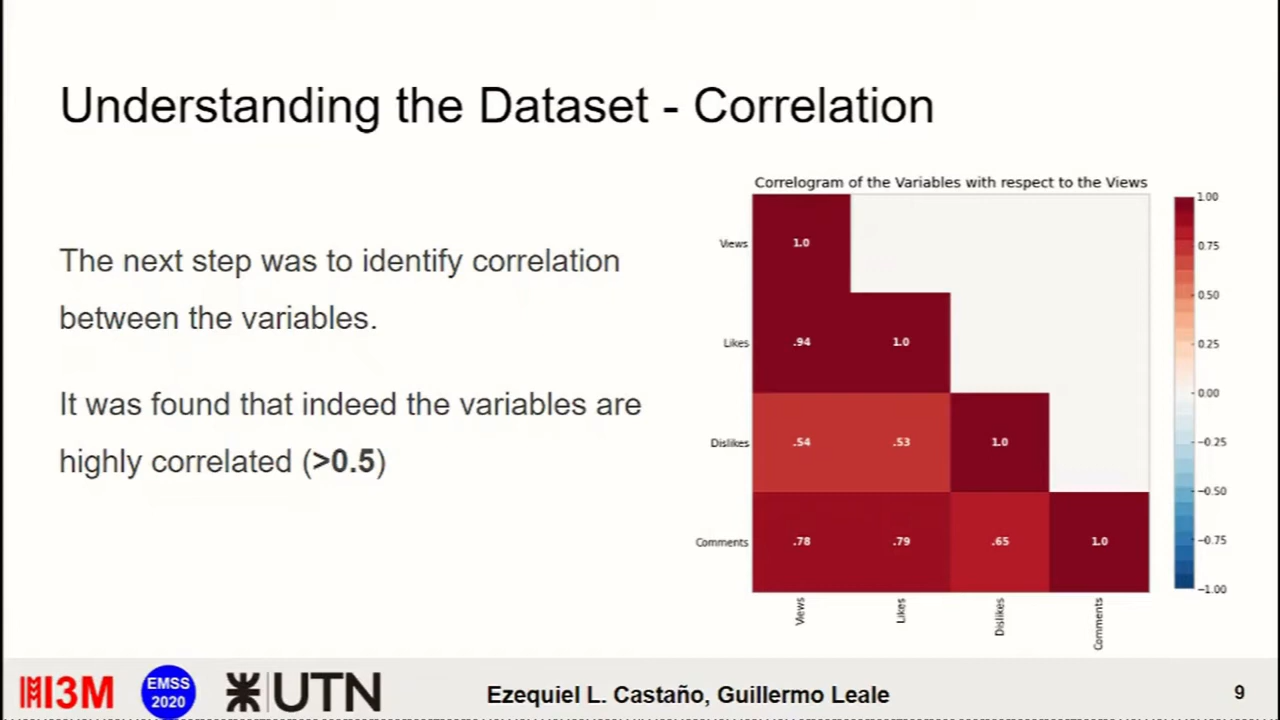 Understanding the Dataset - Correlation
The next step was to identify correlation
between the variables.
It was found that indeed the variables are
highly correlated (>0.5)
Correlogram of the Variables with respect to the Views
Views
1.0
Likes
.94 1.0
Dislikes
.54 .53 1.0
Comments
.78 .79 .65 1.0
Views Likes Dislikes Comments
1.00
0.75
0.50
0.25
0.00
−0.25
−0.50
−0.75
−1.00
I3M
EMSS
2020
UTN
Ezequiel L. Castaño, Guillermo Leale
9